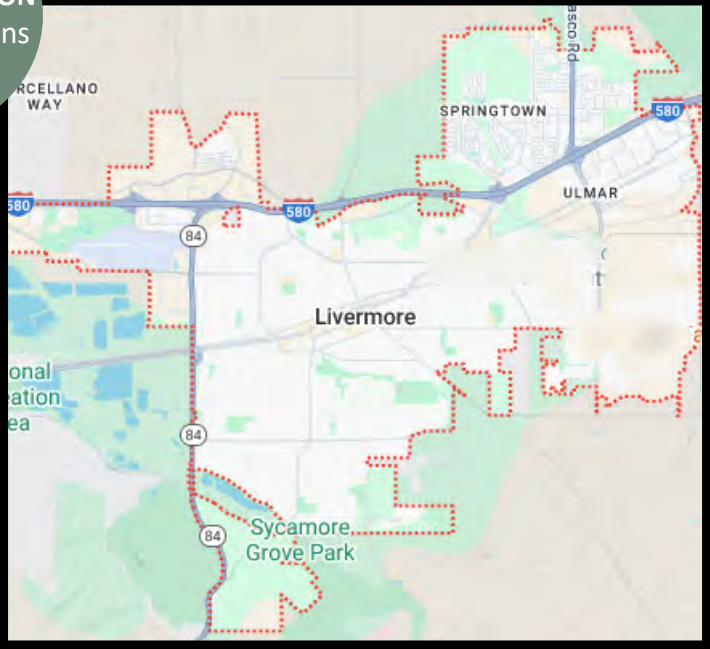 ns
asco Rd
RCELLANO
WAY
SPRINGTOWN
580
580
ULMAR
580
84
Livermore
onal
eation
ea
84
84
Sycamore
Grove Park